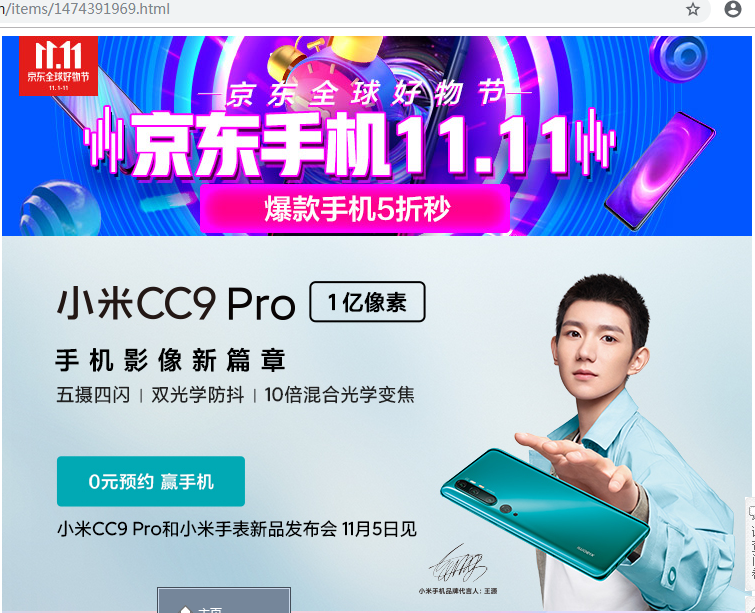 /items/1474391969.html
11.11
京东全球好物节
11.1-11
京东全球好物节
京东手机11.11
爆款手机5折秒
小米CC9 Pro 1亿像素
手机影像新篇章
五摄四闪 | 双光学防抖 | 10倍混合光学变焦
0元预约 赢手机
小米CC9 Pro和小米手表新品发布会 11月5日见
XIAOMI
小米手机品牌代言人：王源
主页